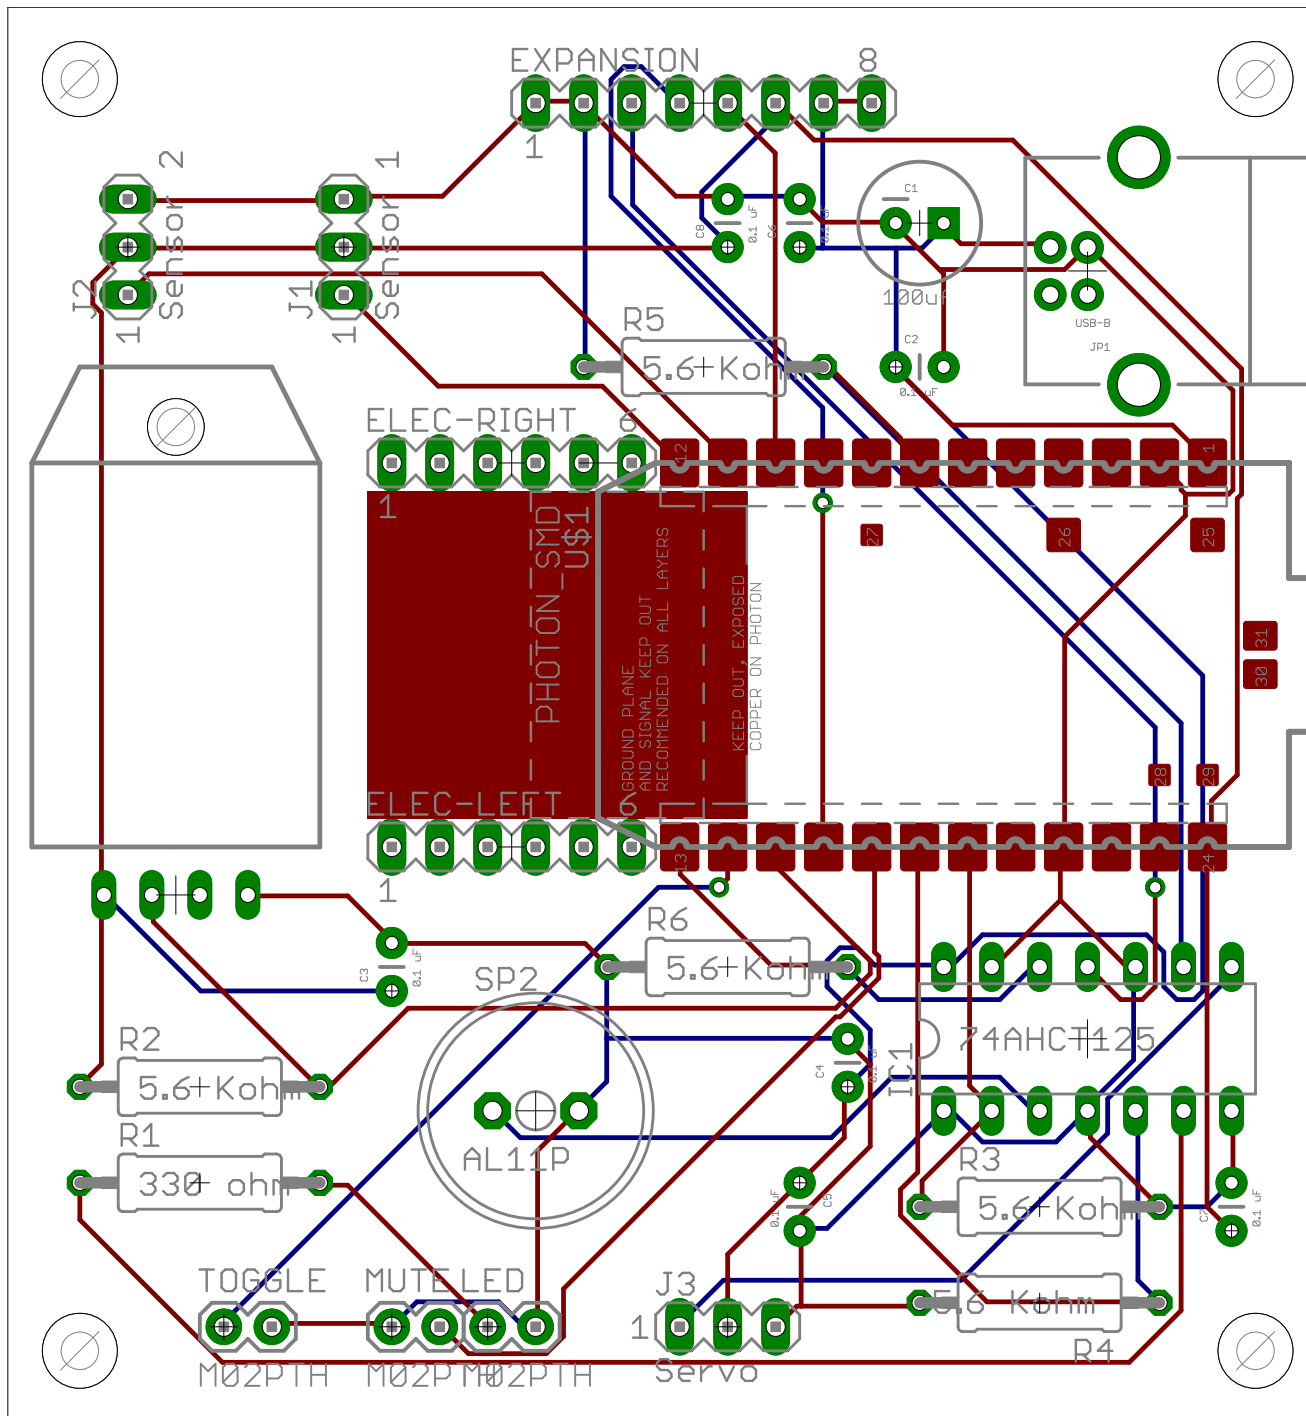 EXPANSION 8
1
2
1
Sensor
Sensor
J2
J1
1
1
C1
100uf
C8
0.1 uF
C6
0.1 uF
USB-B
JP1
C2
0.1 uF
R5
5.6 Kohm
ELEC-RIGHT 6
1
12
1
PHOTON_SMD
U$1
GROUND PLANE
AND SIGNAL KEEP OUT
RECOMMENDED ON ALL LAYERS
KEEP OUT, EXPOSED
COPPER ON PHOTON
27
26
25
31
30
28
29
ELEC-LEFT 6
1
13
24
R6
5.6 Kohm
C3
0.1 uF
SP2
AL11P
C4
0.1 uF
IC1
74AHCT125
R2
5.6 Kohm
R1
330 ohm
R3
5.6 Kohm
C5
0.1 uF
C7
0.1 uF
TOGGLE
MUTE
LED
M02PTH
M02PTH
M02PTH
J3
1
Servo
5.6 Kohm
R4